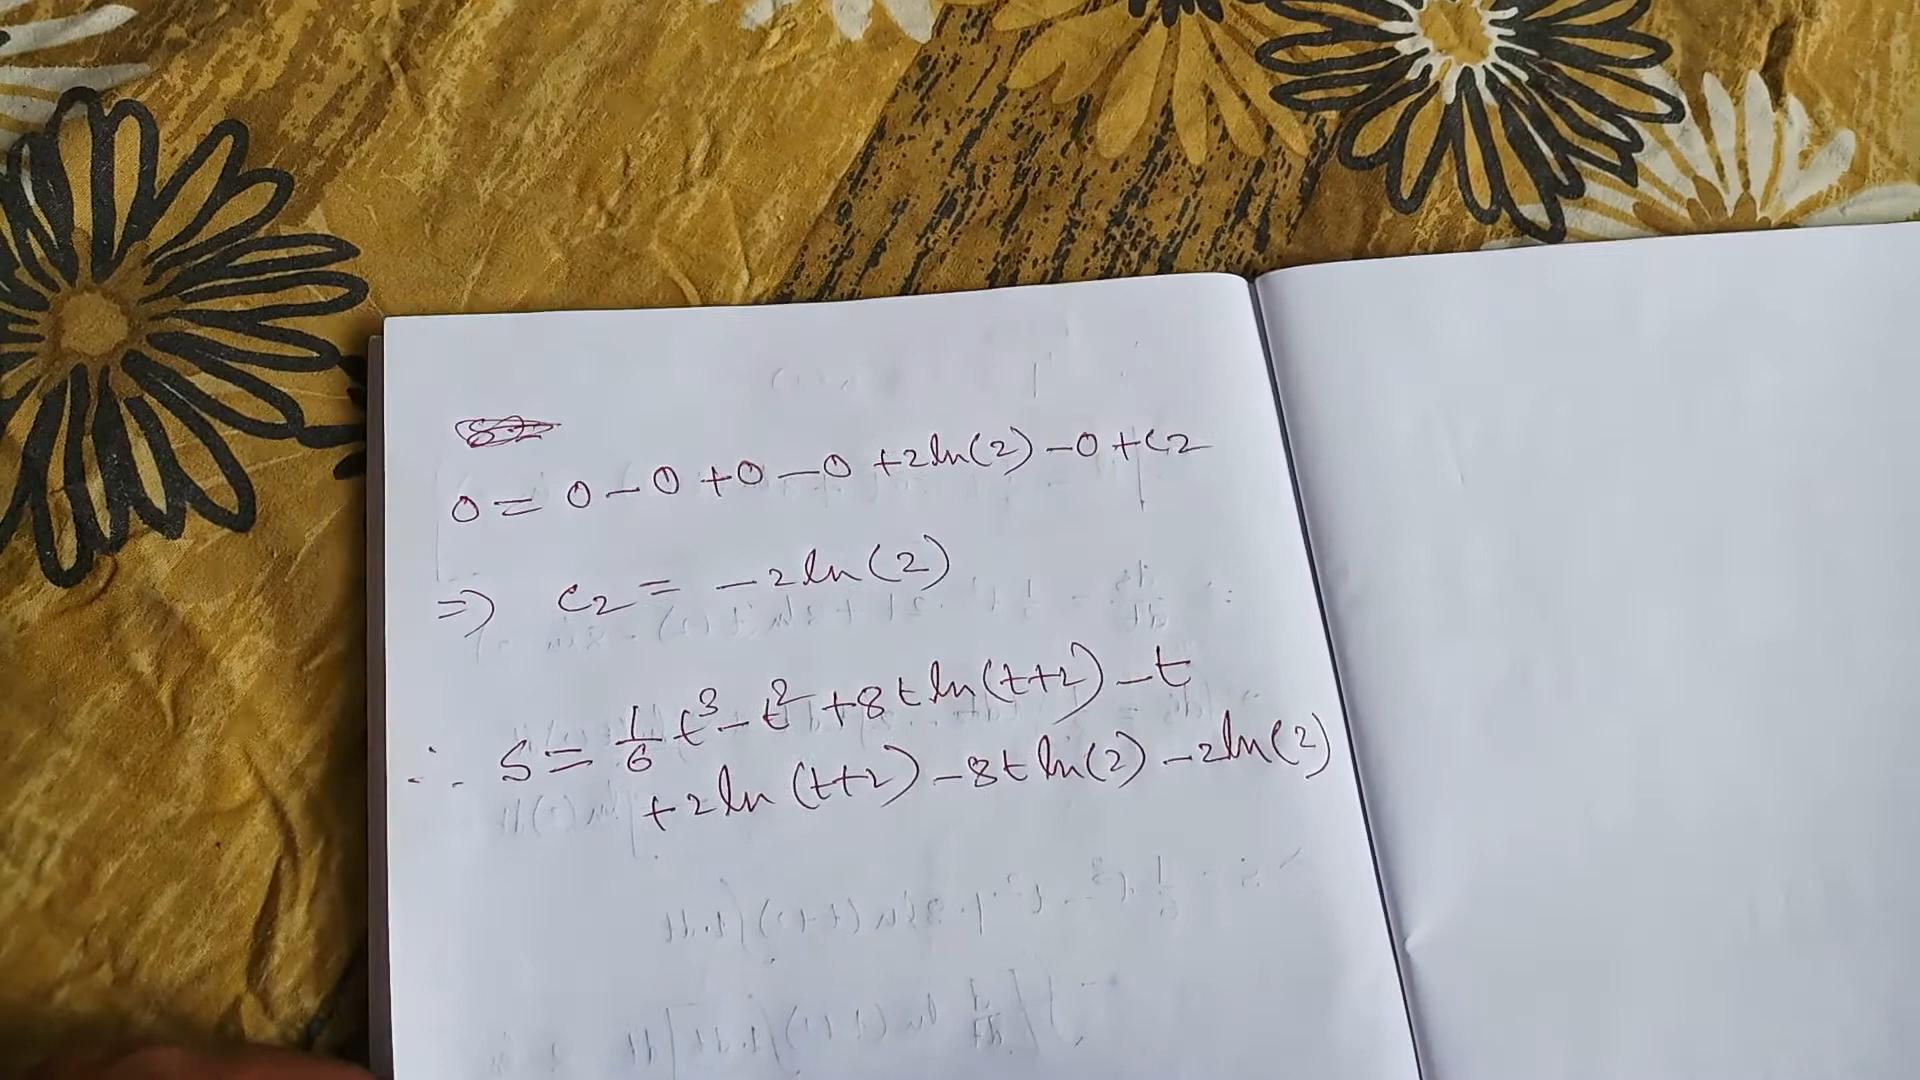 0 = 0 - 0 + 0 - 0 + 2ln(2) - 0 + c2
⇒ c2 = -2ln(2)
∴ S = 1/6 t³ - t² + 8t ln(t+2) - t
+ 2ln(t+2) - 8t ln(2) - 2ln(2)